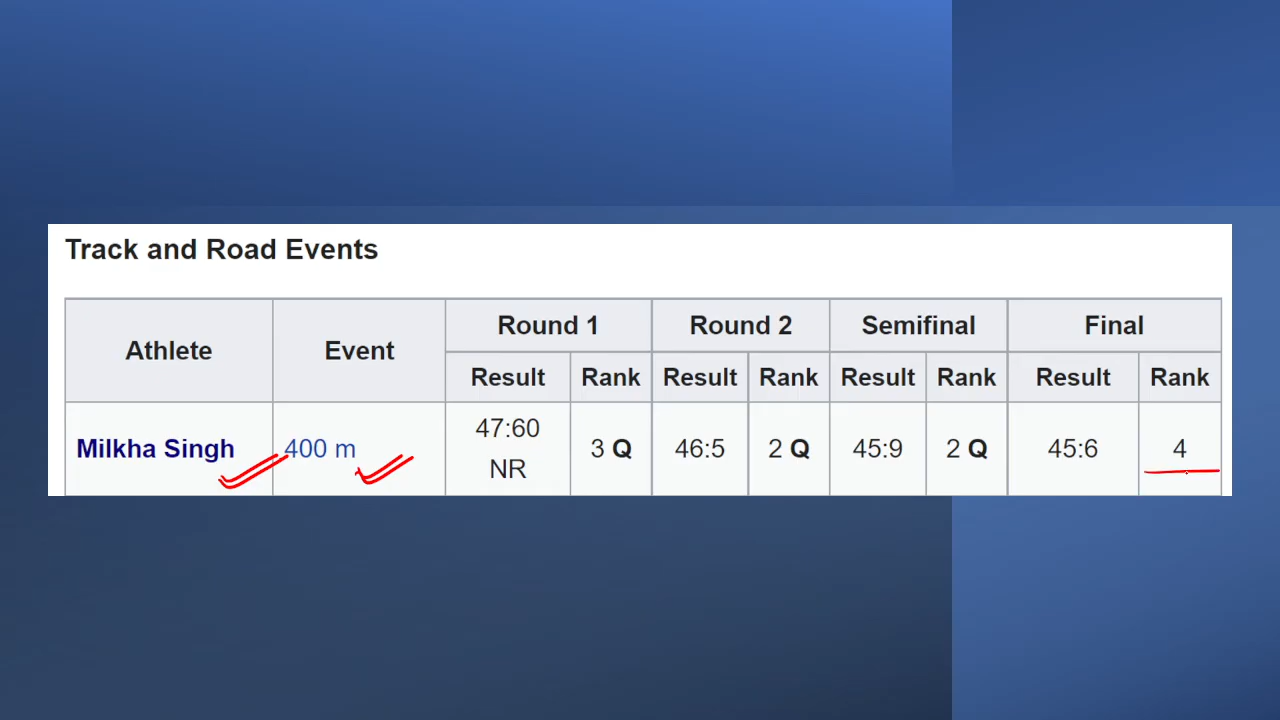 Track and Road Events
Athlete Event Round 1 Round 2 Semifinal Final
Result Rank Result Rank Result Rank Result Rank
Milkha Singh 400 m 47:60 NR 3 Q 46:5 2 Q 45:9 2 Q 45:6 4